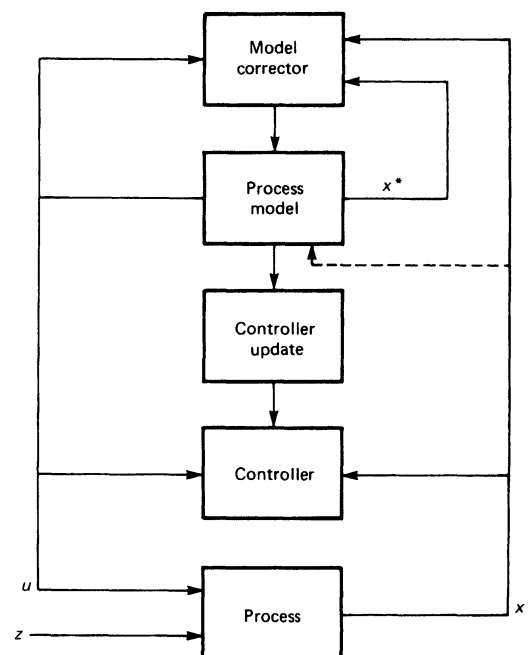 Model
corrector
Process
model
x*
Controller
update
Controller
u
Process
x
z